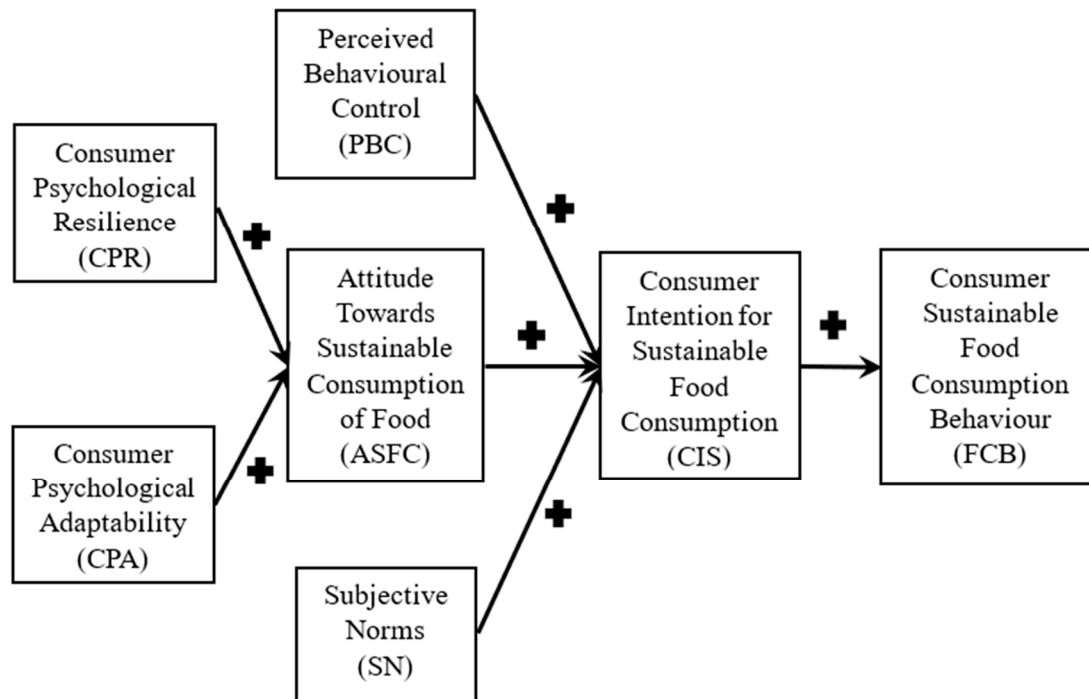 Perceived
Behavioural
Control
(PBC)
Consumer
Psychological
Resilience
(CPR)
Attitude
Towards
Sustainable
Consumption
of Food
(ASFC)
Consumer
Intention for
Sustainable
Food
Consumption
(CIS)
Consumer
Sustainable
Food
Consumption
Behaviour
(FCB)
Consumer
Psychological
Adaptability
(CPA)
Subjective
Norms
(SN)